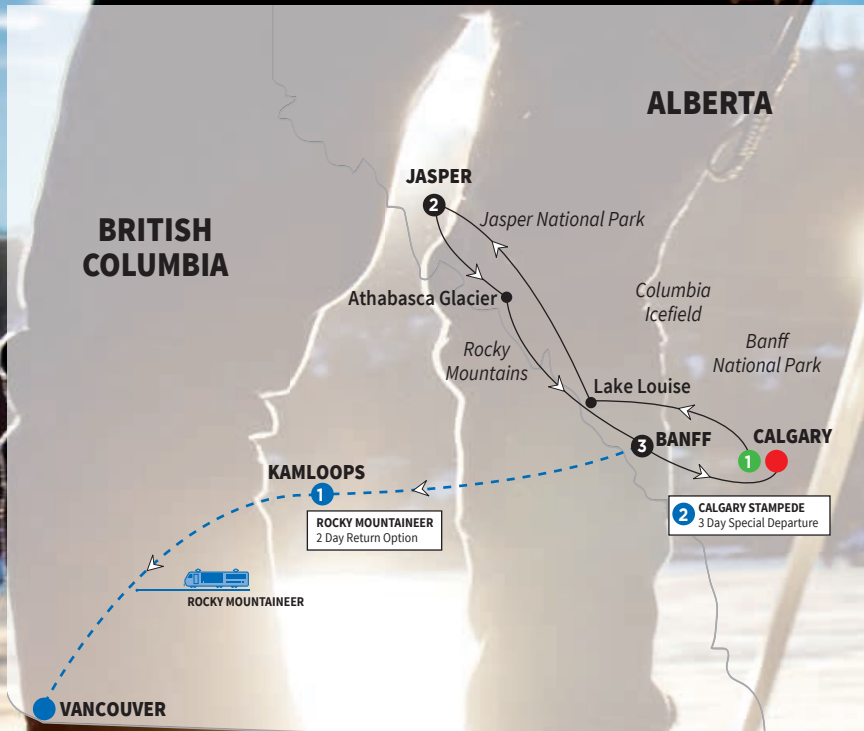 ALBERTA
JASPER
2
Jasper National Park
BRITISH
COLUMBIA
Athabasca Glacier
Columbia
Icefield
Rocky
Mountains
Banff
National Park
Lake Louise
3 BANFF
CALGARY
1
KAMLOOPS
1
ROCKY MOUNTAINEER
2 Day Return Option
2 CALGARY STAMPEDE
3 Day Special Departure
ROCKY MOUNTAINEER
VANCOUVER